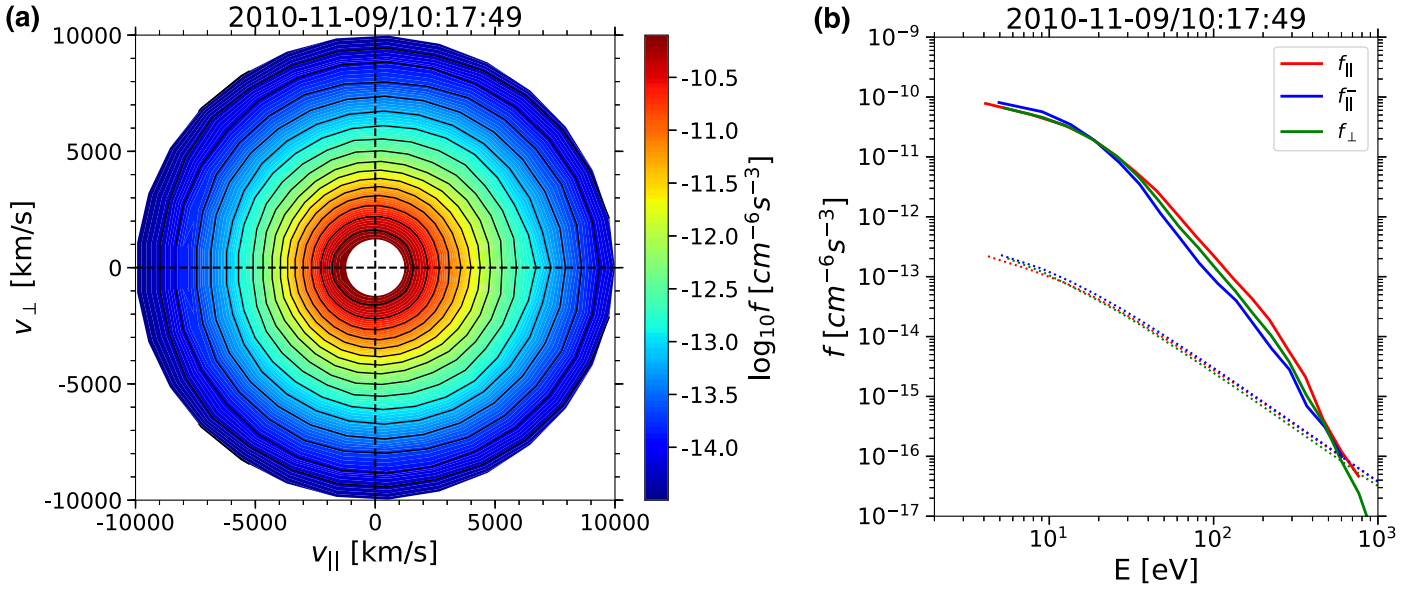 (a)
2010-11-09/10:17:49
10000
5000
0
-5000
-10000
v⊥ [km/s]
-10000 -5000 0 5000 10000
v|| [km/s]
-10.5
-11.0
-11.5
-12.0
-12.5
-13.0
-13.5
-14.0
log₁₀f [cm⁻⁶s⁻³]
(b)
2010-11-09/10:17:49
10⁻⁹
10⁻¹⁰
10⁻¹¹
10⁻¹²
10⁻¹³
10⁻¹⁴
10⁻¹⁵
10⁻¹⁶
10⁻¹⁷
f [cm⁻⁶s⁻³]
f||
f||⁻
f⊥
10¹ 10² 10³
E [eV]